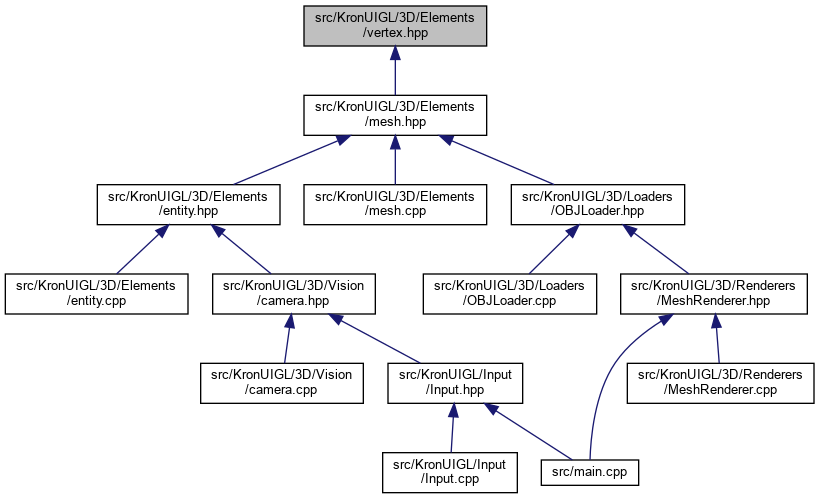 src/KronUIGL/3D/Elements
/vertex.hpp
src/KronUIGL/3D/Elements
/mesh.hpp
src/KronUIGL/3D/Elements
/entity.hpp
src/KronUIGL/3D/Elements
/mesh.cpp
src/KronUIGL/3D/Loaders
/OBJLoader.hpp
src/KronUIGL/3D/Elements
/entity.cpp
src/KronUIGL/3D/Vision
/camera.hpp
src/KronUIGL/3D/Loaders
/OBJLoader.cpp
src/KronUIGL/3D/Renderers
/MeshRenderer.hpp
src/KronUIGL/3D/Vision
/camera.cpp
src/KronUIGL/Input
/Input.hpp
src/KronUIGL/3D/Renderers
/MeshRenderer.cpp
src/KronUIGL/Input
/Input.cpp
src/main.cpp